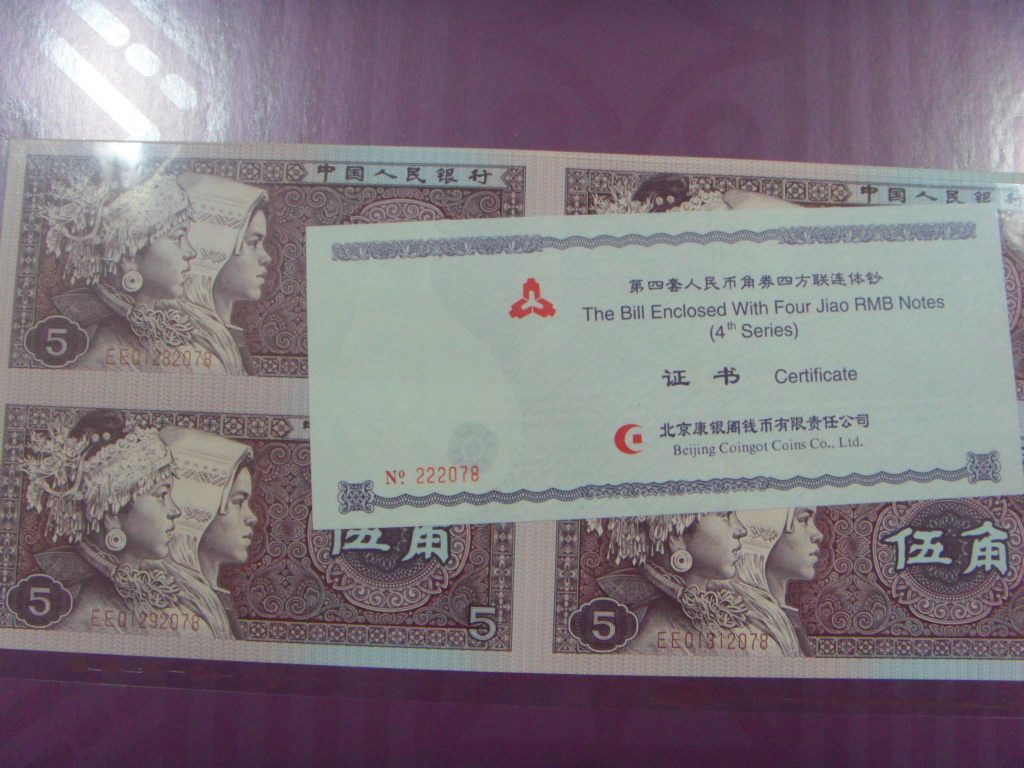 中国人民银行
中国人民银
5
EE01282078
第四套人民币角券四方联连体钞
The Bill Enclosed With Four Jiao RMB Notes
(4th Series)
证书 Certificate
北京康银阁钱币有限责任公司
Beijing Coingot Coins Co., Ltd.
Nº 222078
伍角
5
EE01292078
5
伍角
5
EE01312078